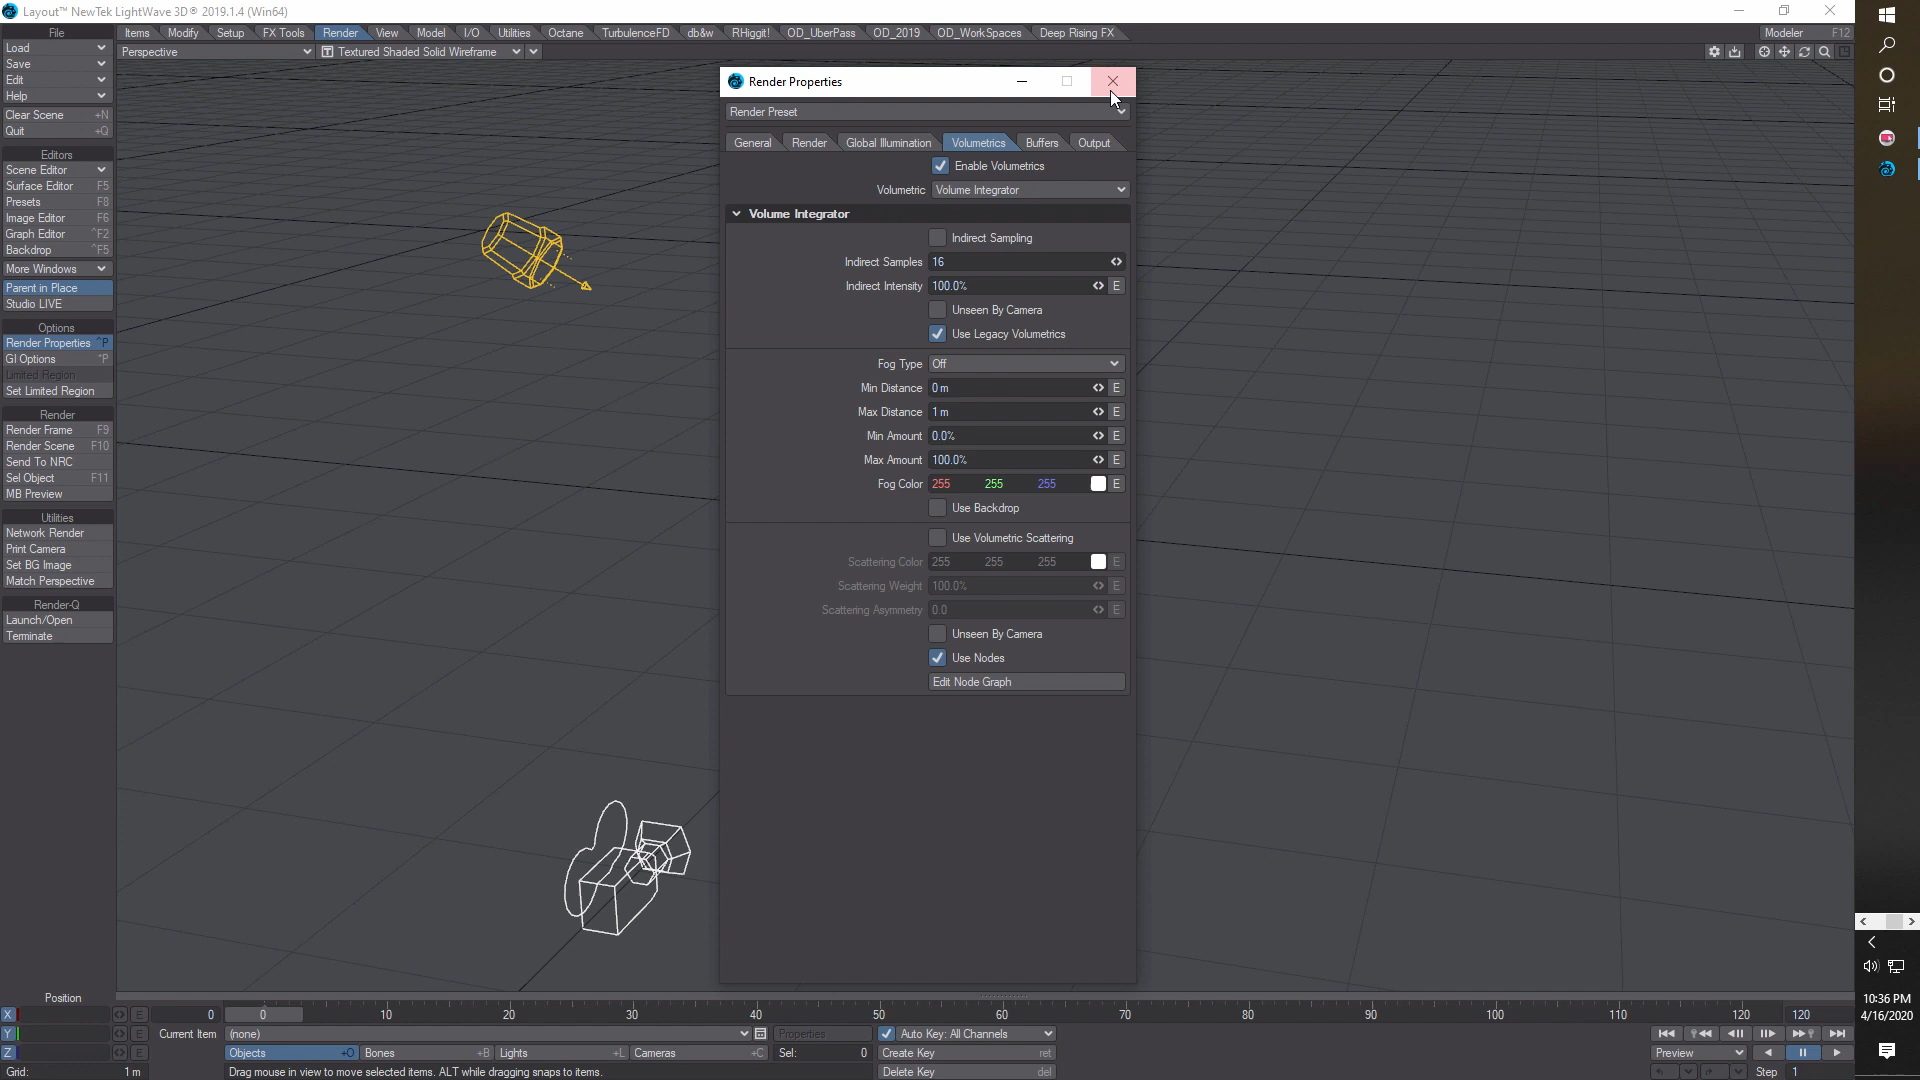 Layout™ NewTek LightWave 3D® 2019.1.4 (Win64)
File
Items Modify Setup FX Tools Render View Model I/O Utilities Octane TurbulenceFD db&w RHiggit! OD_UberPass OD_2019 OD_WorkSpaces Deep Rising FX
Modeler F12
Load
Perspective
Textured Shaded Solid Wireframe
Save
Edit
Help
Clear Scene +N
Quit +Q
Editors
Scene Editor
Surface Editor F5
Presets F8
Image Editor F6
Graph Editor ^F2
Backdrop ^F5
More Windows
Parent in Place
Studio LIVE
Options
Render Properties ^P
GI Options *P
Limited Region
Set Limited Region
Render
Render Frame F9
Render Scene F10
Send To NRC
Sel Object F11
MB Preview
Utilities
Network Render
Print Camera
Set BG Image
Match Perspective
Render-Q
Launch/Open
Terminate
Render Properties
Render Preset
General Render Global Illumination Volumetrics Buffers Output
Enable Volumetrics
Volumetric Volume Integrator
Volume Integrator
Indirect Sampling
Indirect Samples 16
Indirect Intensity 100.0% E
Unseen By Camera
Use Legacy Volumetrics
Fog Type Off
Min Distance 0 m E
Max Distance 1 m E
Min Amount 0.0% E
Max Amount 100.0% E
Fog Color 255 255 255 E
Use Backdrop
Use Volumetric Scattering
Scattering Color 255 255 255 E
Scattering Weight 100.0% E
Scattering Asymmetry 0.0 E
Unseen By Camera
Use Nodes
Edit Node Graph
Position
X E 0 0 10 20 30 40 50 60 70 80 90 100 110 120 120
Y E Current Item (none) Properties Auto Key: All Channels
Z E Objects +O Bones +B Lights +L Cameras +C Sel: 0 Create Key ret Preview
Grid: 1 m Drag mouse in view to move selected items. ALT while dragging snaps to items. Delete Key del Step 1
10:36 PM
4/16/2020